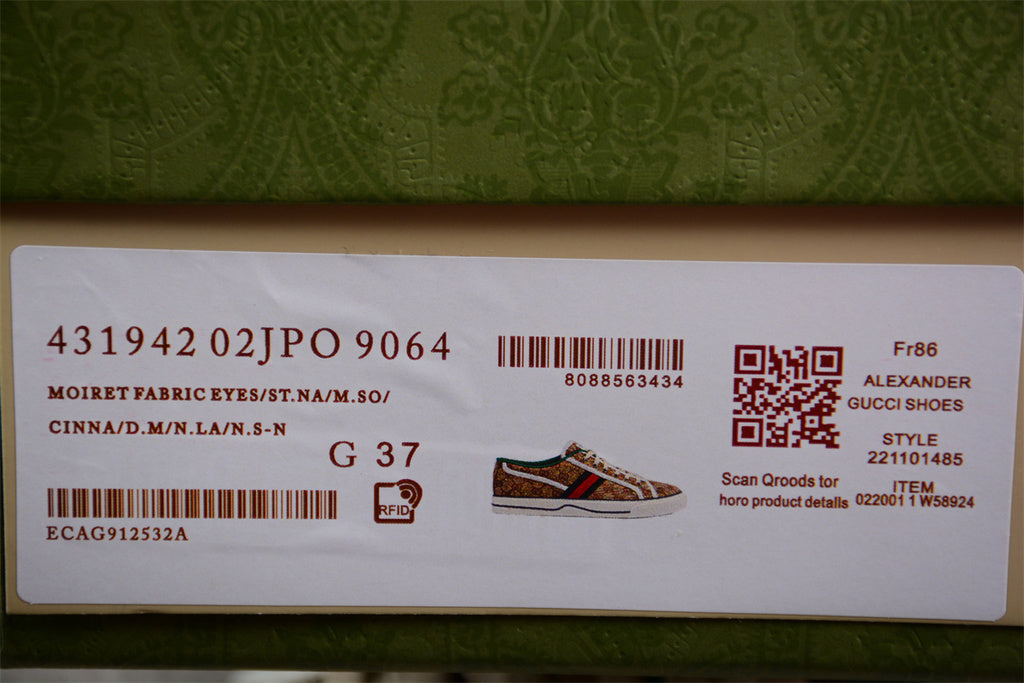 431942 02JPO 9064
MOIRET FABRIC EYES/ST.NA/M.SO/
CINNA/D.M/N.LA/N.S-N
G 37
RFID
ECAG912532A
8088563434
Scan Qroods tor
horo product details
Fr86
ALEXANDER
GUCCI SHOES
STYLE
221101485
ITEM
022001 1 W58924